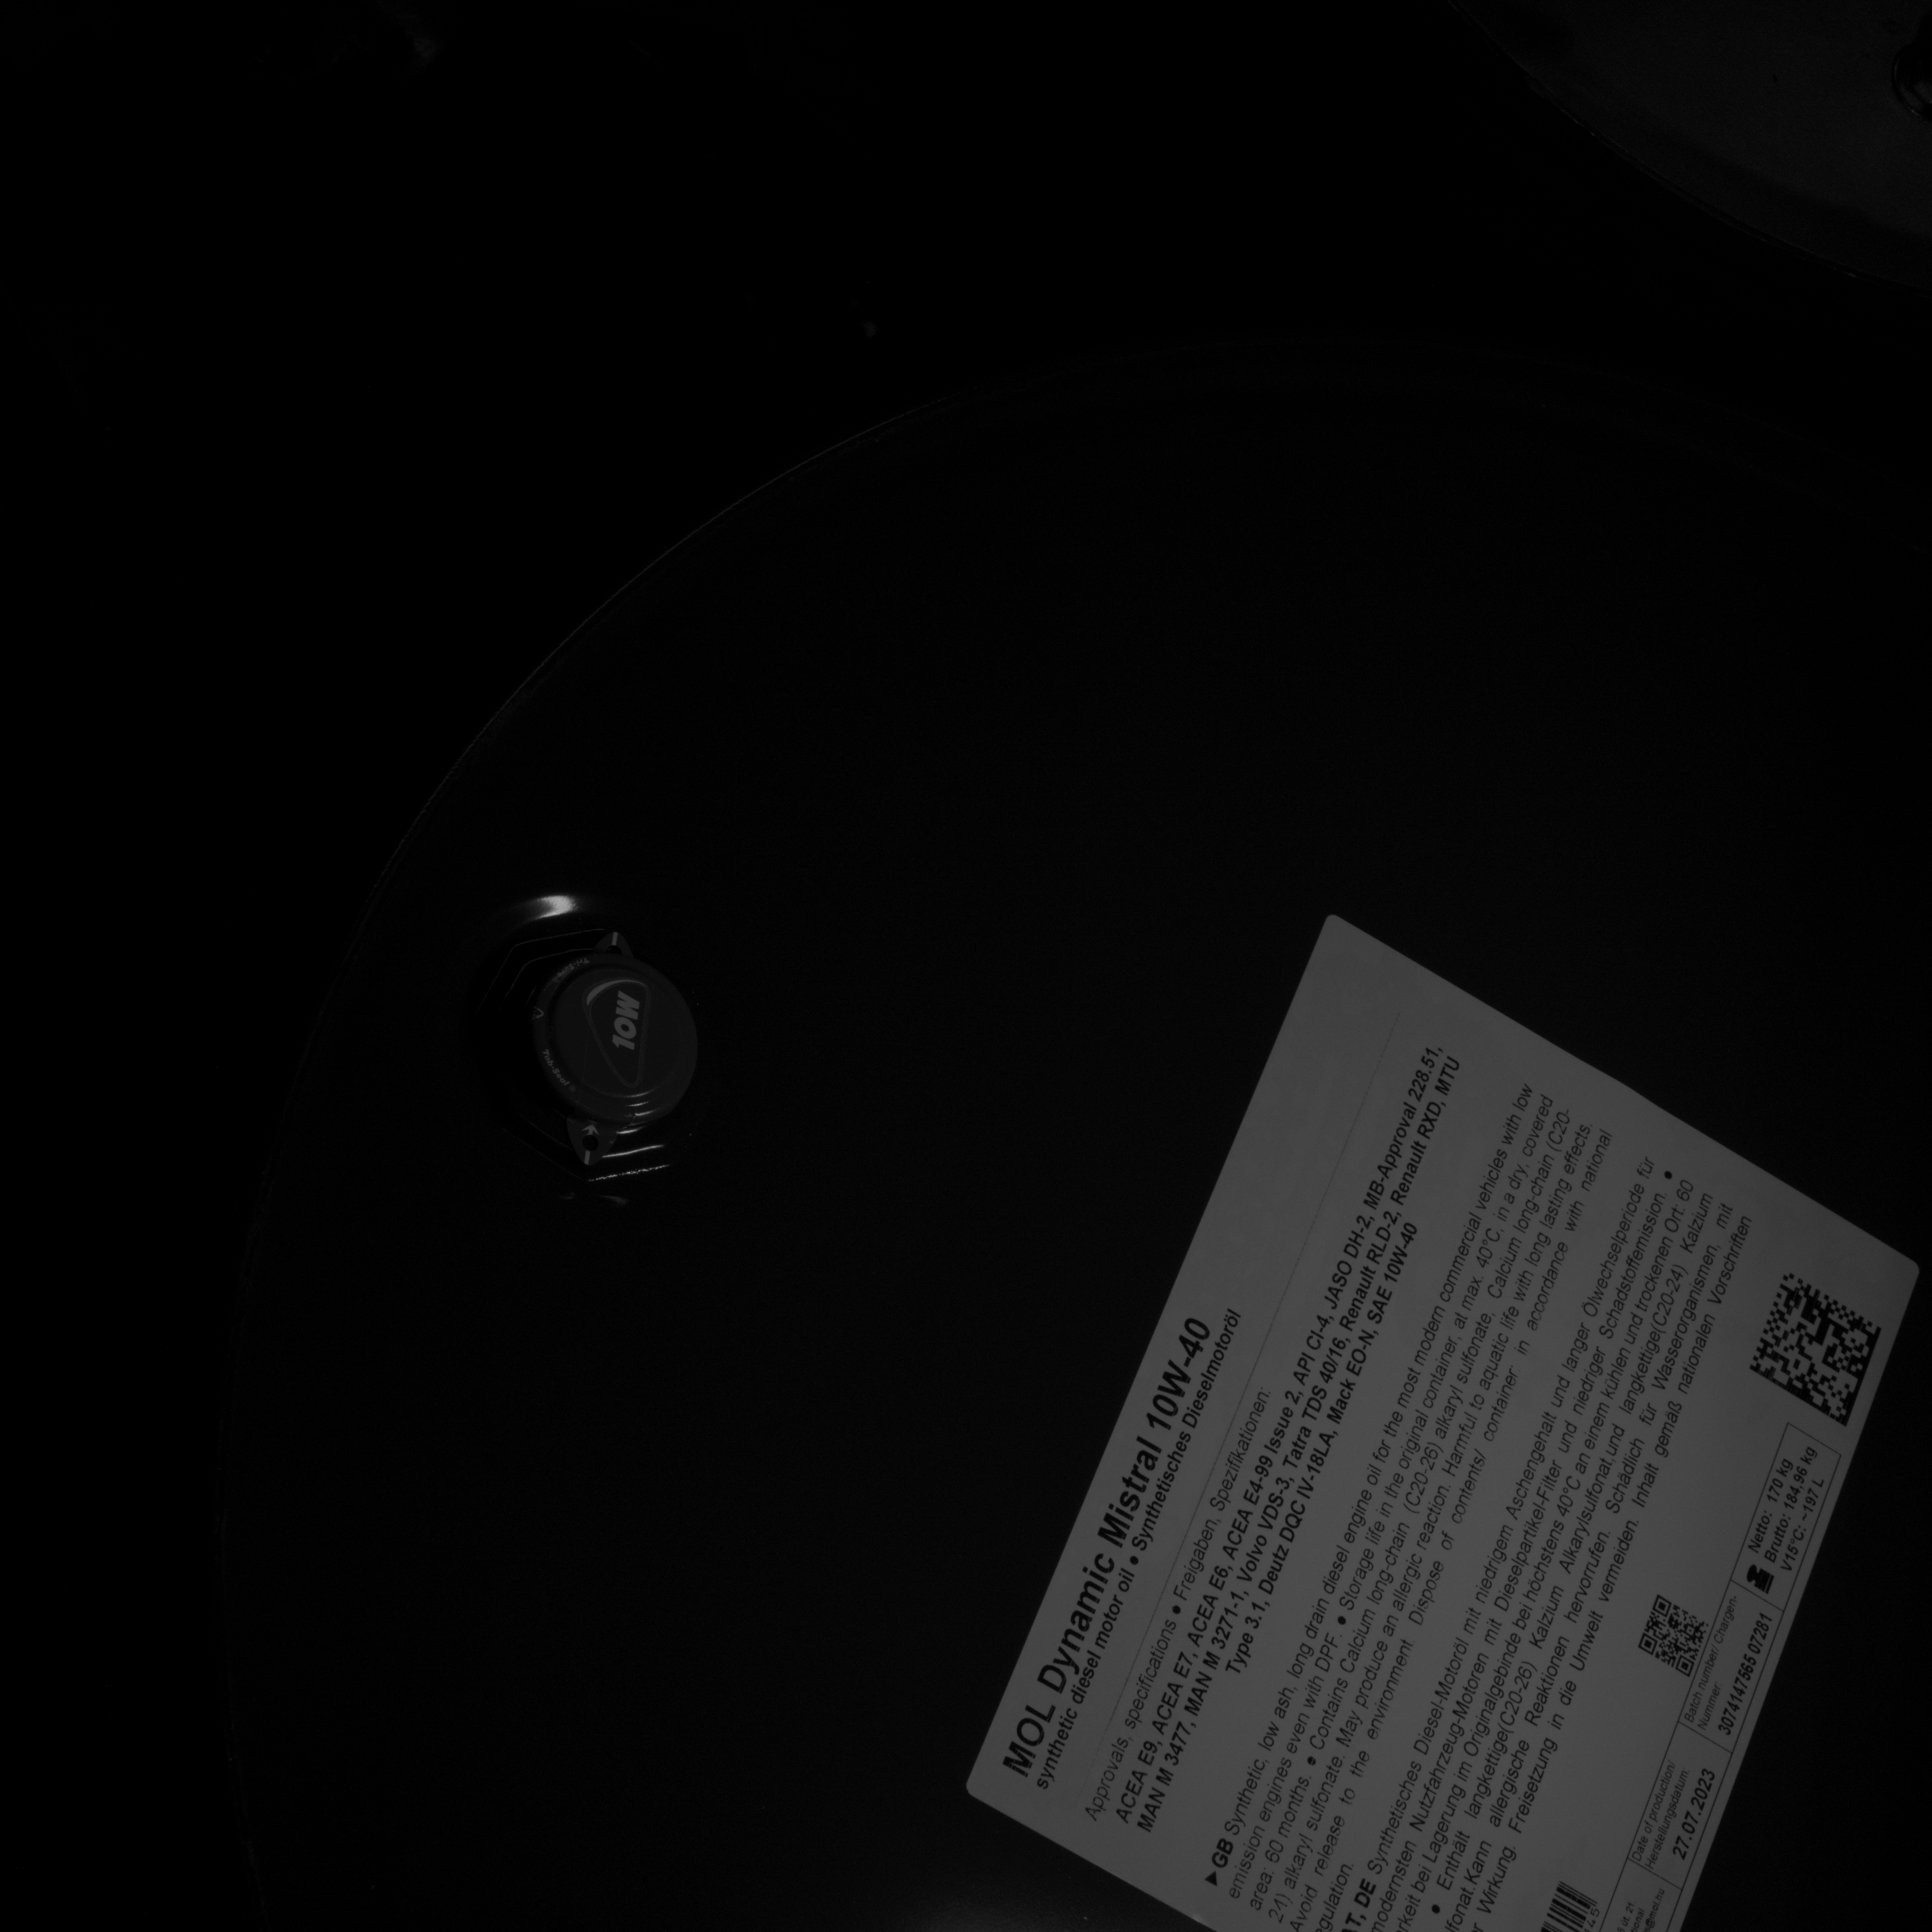 10W
Tab-Seal ®
MOL Dynamic Mistral 10W-40
synthetic diesel motor oil • Synthetisches Dieselmotoröl
Approvals, specifications • Freigaben, Spezifikationen:
ACEA E9, ACEA E7, ACEA E6, ACEA E4-99 Issue 2, API CI-4, JASO DH-2, MB-Approval 228.51,
MAN M 3477, MAN M 3271-1, Volvo VDS-3, Tatra TDS 40/16, Renault RLD-2, Renault RXD, MTU
Type 3.1, Deutz DQC IV-18LA, Mack EO-N, SAE 10W-40
►GB Synthetic, low ash, long drain diesel engine oil for the most modern commercial vehicles with low
emission engines even with DPF. • Storage life in the original container, at max. 40°C, in a dry, covered
area: 60 months. • Contains Calcium long-chain (C20-26) alkaryl sulfonate, Calcium long-chain (C20-
24) alkaryl sulfonate. May produce an allergic reaction. Harmful to aquatic life with long lasting effects.
Avoid release to the environment. Dispose of contents/ container in accordance with national
AT, DE Synthetisches Diesel-Motoröl mit niedrigem Aschengehalt und langer Ölwechselperiode für
modernsten Nutzfahrzeug-Motoren mit Dieselpartikel-Filter und niedriger Schadstoffemission. •
bei Lagerung im Originalgebinde bei höchstens 40°C an einem kühlen und trockenen Ort: 60
• Enthält langkettige(C20-26) Kalzium Alkarylsulfonat,und langkettige(C20-24) Kalzium
Kann allergische Reaktionen hervorrufen. Schädlich für Wasserorganismen, mit
Wirkung. Freisetzung in die Umwelt vermeiden. Inhalt gemäß nationalen Vorschriften
Date of production/
Herstellungsdatum:
27.07.2023
Batch number/ Chargen-
Nummer
Netto: 170 kg
Brutto: 184.96 kg
V15°C: ~197 L